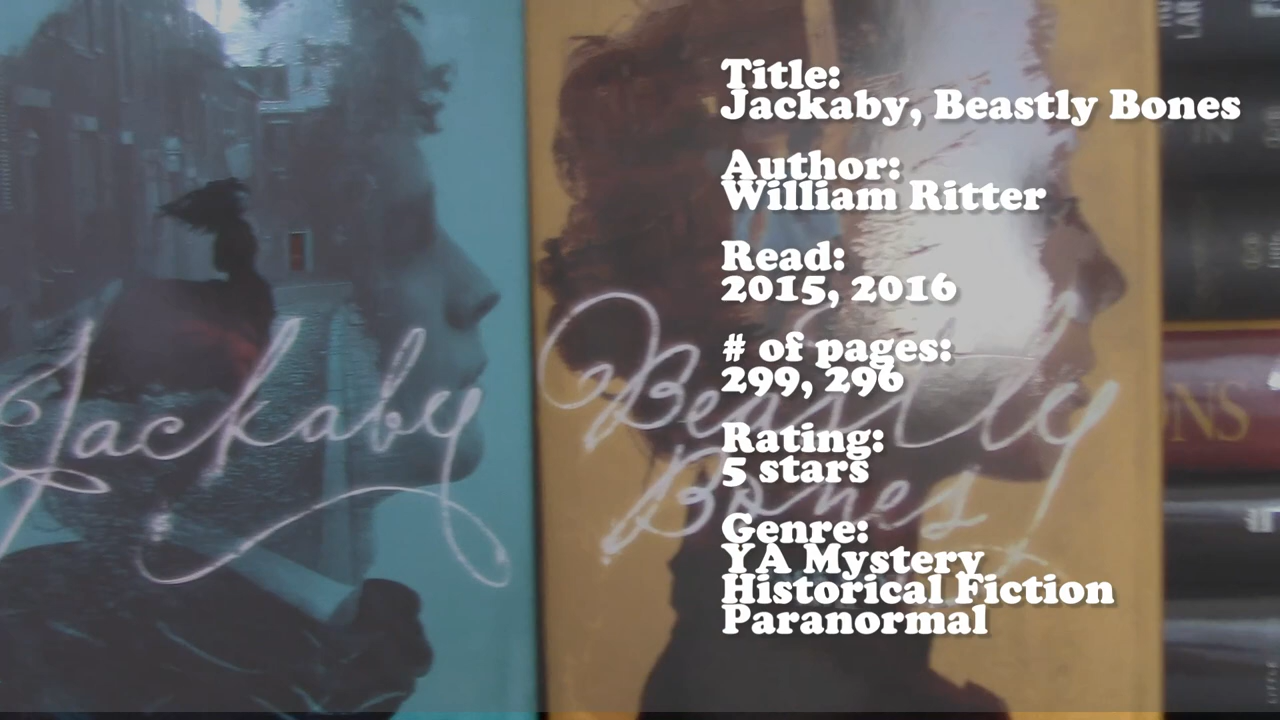 Title:
Jackaby, Beastly Bones
Author:
William Ritter
Read:
2015, 2016
# of pages:
299, 296
Rating:
5 stars
Genre:
YA Mystery
Historical Fiction
Paranormal
Jackaby
Beastly
Bones